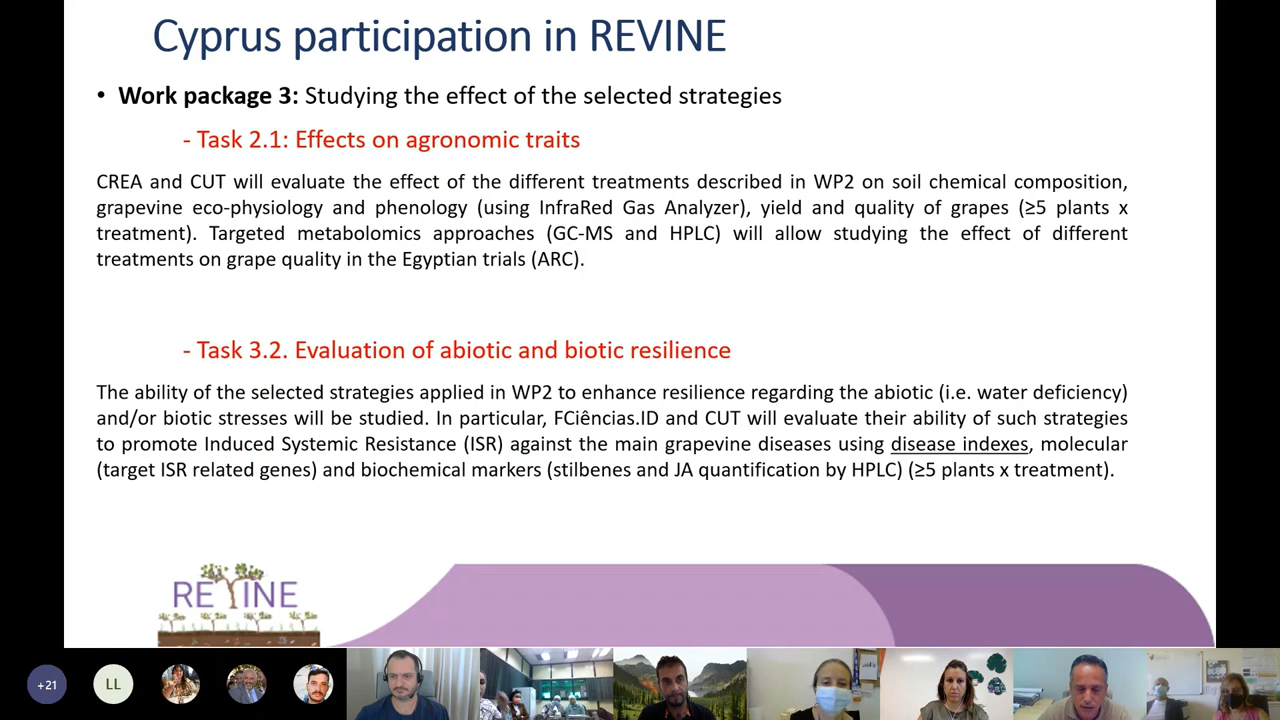 Cyprus participation in REVINE
• Work package 3: Studying the effect of the selected strategies
- Task 2.1: Effects on agronomic traits
CREA and CUT will evaluate the effect of the different treatments described in WP2 on soil chemical composition,
grapevine eco-physiology and phenology (using InfraRed Gas Analyzer), yield and quality of grapes (≥5 plants x
treatment). Targeted metabolomics approaches (GC-MS and HPLC) will allow studying the effect of different
treatments on grape quality in the Egyptian trials (ARC).
- Task 3.2. Evaluation of abiotic and biotic resilience
The ability of the selected strategies applied in WP2 to enhance resilience regarding the abiotic (i.e. water deficiency)
and/or biotic stresses will be studied. In particular, FCiências.ID and CUT will evaluate their ability of such strategies
to promote Induced Systemic Resistance (ISR) against the main grapevine diseases using disease indexes, molecular
(target ISR related genes) and biochemical markers (stilbenes and JA quantification by HPLC) (≥5 plants x treatment).
REVINE
+21
LL